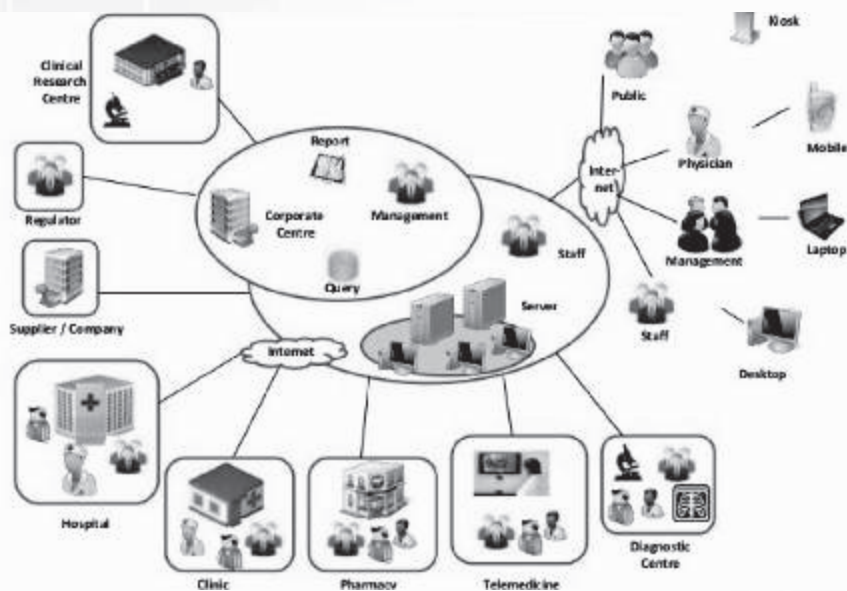 Clinical
Research
Centre
Kiosk
Public
Report
Physician
Mobile
Inter-
net
Regulator
Corporate
Centre
Management
Staff
Management
Laptop
Query
Supplier / Company
Server
Staff
Internet
Desktop
Hospital
Clinic
Pharmacy
Telemedicine
Diagnostic
Centre